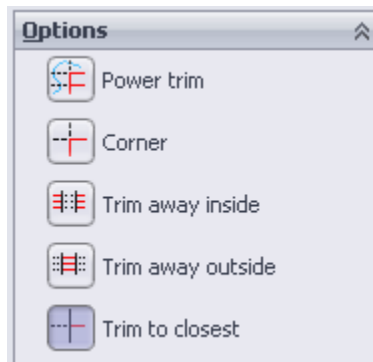 Options
Power trim
Corner
Trim away inside
Trim away outside
Trim to closest